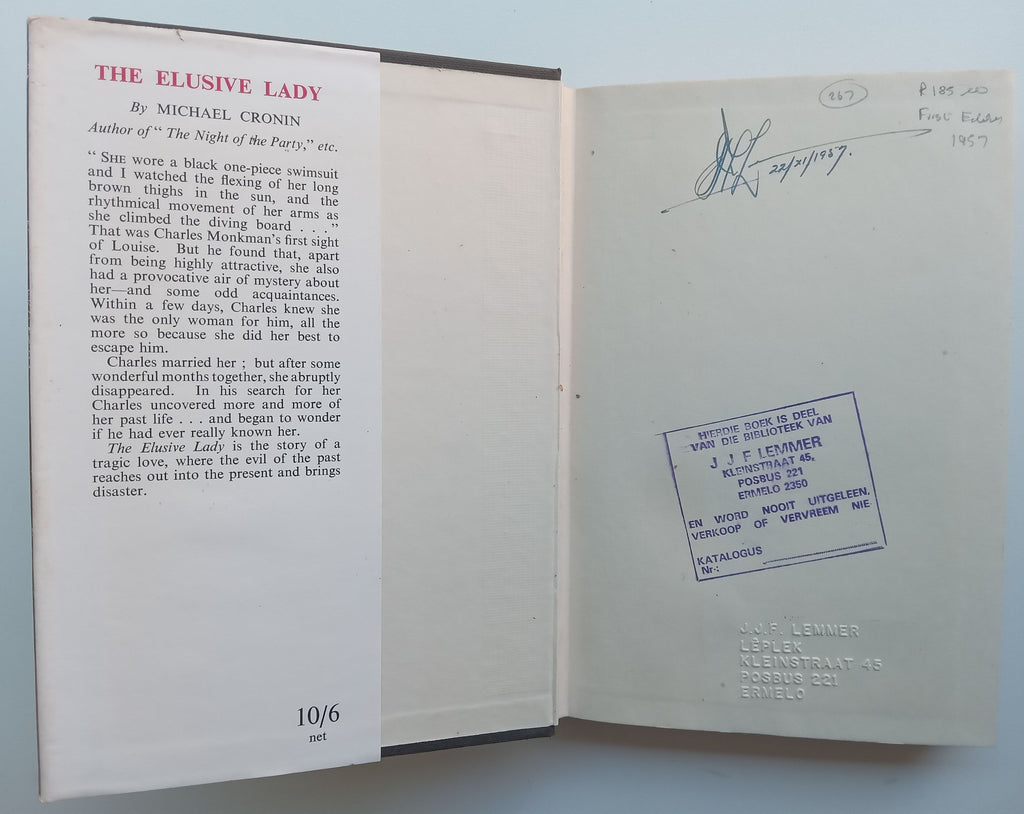 THE ELUSIVE LADY
By MICHAEL CRONIN
Author of “ The Night of the Party,” etc.
“ SHE wore a black one-piece swimsuit
and I watched the flexing of her long
brown thighs in the sun, and the
rhythmical movement of her arms as
she climbed the diving board . . .”
That was Charles Monkman’s first sight
of Louise. But he found that, apart
from being highly attractive, she also
had a provocative air of mystery about
her—and some odd acquaintances.
Within a few days, Charles knew she
was the only woman for him, all the
more so because she did her best to
escape him.
Charles married her ; but after some
wonderful months together, she abruptly
disappeared. In his search for her
Charles uncovered more and more of
her past life . . . and began to wonder
if he had ever really known her.
The Elusive Lady is the story of a
tragic love, where the evil of the past
reaches out into the present and brings
disaster.
10/6
net
267
R185 00
First Edition
1957
22/XI/1957.
HIERDIE BOEK IS DEEL
VAN DIE BIBLIOTEEK VAN
J J F LEMMER
KLEINSTRAAT 45,
POSBUS 221
ERMELO 2350
EN WORD NOOIT UITGELEEN,
VERKOOP OF VERVREEM NIE
KATALOGUS
Nr.:
J.J.F. LEMMER
LÊPLEK
KLEINSTRAAT 45
POSBUS 221
ERMELO